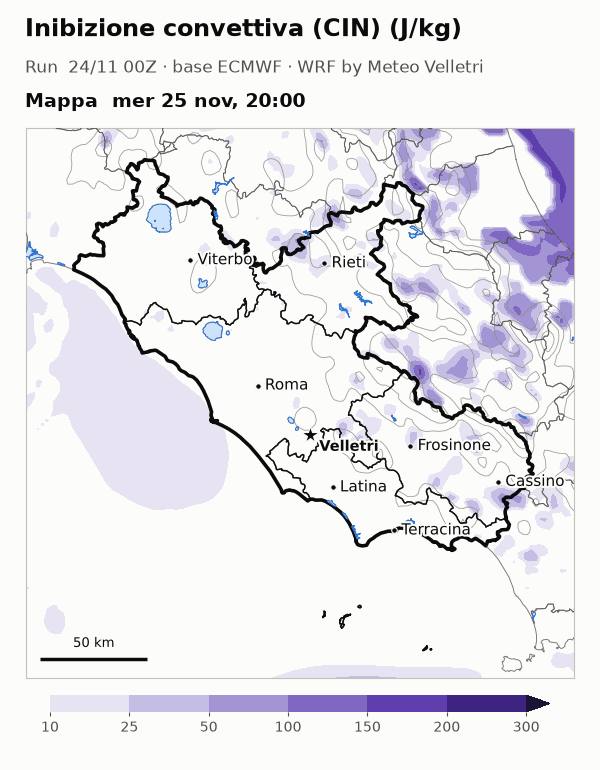 Inibizione convettiva (CIN) (J/kg)
Run  24/11 00Z · base ECMWF · WRF by Meteo Velletri
Mappa  mer 25 nov, 20:00
Viterbo
Rieti
Roma
Velletri
Frosinone
Cassino
Latina
Terracina
50 km
10 25 50 100 150 200 300